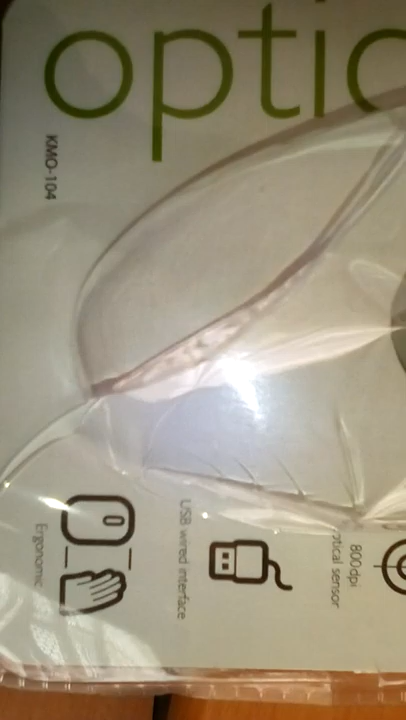 optic
KMO-104
Ergonomic
USB wired interface
800dpi
optical sensor